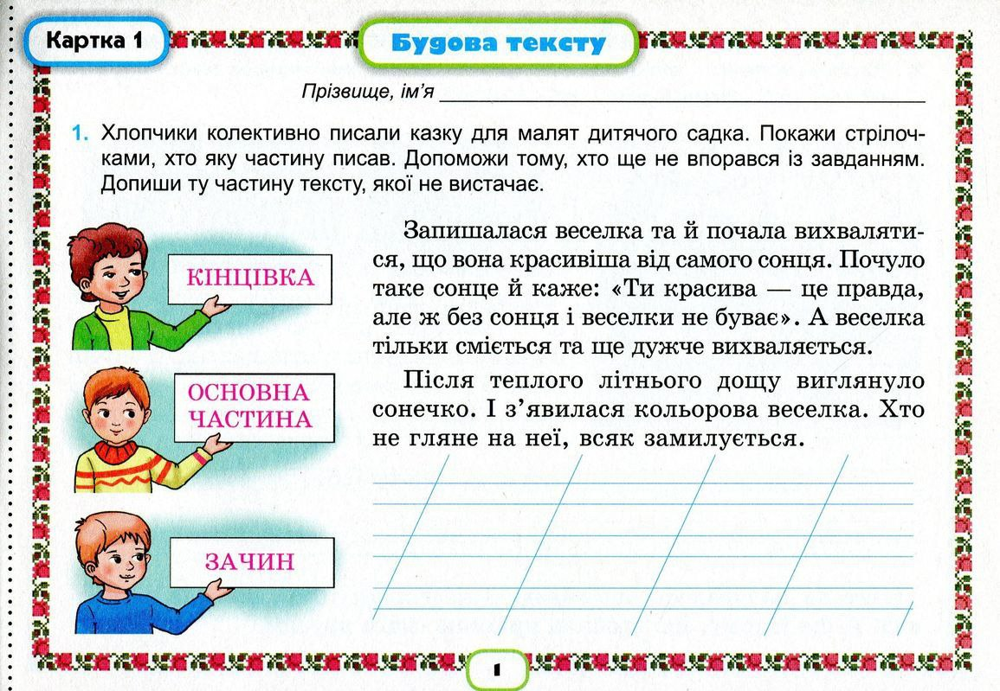 Картка 1
Будова тексту
Прізвище, ім’я
1. Хлопчики колективно писали казку для малят дитячого садка. Покажи стрілоч-
ками, хто яку частину писав. Допоможи тому, хто ще не впорався із завданням.
Допиши ту частину тексту, якої не вистачає.
КІНЦІВКА
ОСНОВНА
ЧАСТИНА
ЗАЧИН
Запишалася веселка та й почала вихваляти-
ся, що вона красивіша від самого сонця. Почуло
таке сонце й каже: «Ти красива — це правда,
але ж без сонця і веселки не буває». А веселка
тільки сміється та ще дужче вихваляється.
Після теплого літнього дощу виглянуло
сонечко. І з’явилася кольорова веселка. Хто
не гляне на неї, всяк замилується.
1